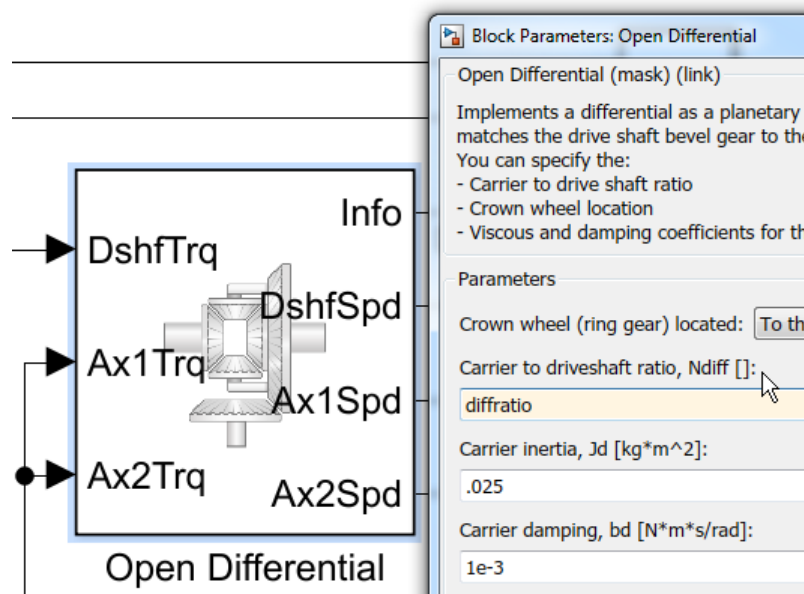 Info
DshfTrq
DshfSpd
Ax1Trq
Ax1Spd
Ax2Trq
Ax2Spd
Open Differential
Block Parameters: Open Differential
Open Differential (mask) (link)
Implements a differential as a planetary
matches the drive shaft bevel gear to the
You can specify the:
- Carrier to drive shaft ratio
- Crown wheel location
- Viscous and damping coefficients for th
Parameters
Crown wheel (ring gear) located: To th
Carrier to driveshaft ratio, Ndiff []:
diffratio
Carrier inertia, Jd [kg*m^2]:
.025
Carrier damping, bd [N*m*s/rad]:
1e-3